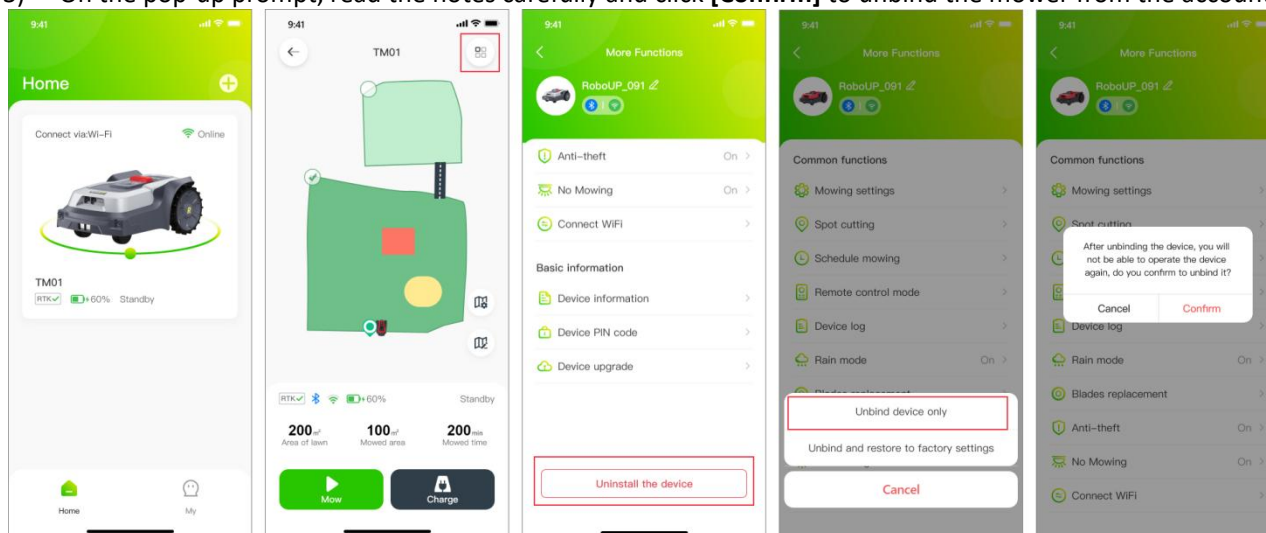 On the pop-up prompt, read the notes carefully and click [Confirm] to unbind the mower from the account
9:41
Home
Connect via:Wi-Fi Online
TM01
RTK✓ 60% Standby
Home My
9:41
TM01
RTK✓ 60% Standby
200㎡ 100㎡ 200min
Area of lawn Mowed area Mowed time
Mow Charge
9:41
More Functions
RoboUP_091
Anti-theft On >
No Mowing On >
Connect WiFi >
Basic information
Device information >
Device PIN code >
Device upgrade >
Uninstall the device
9:41
More Functions
RoboUP_091
Common functions
Mowing settings >
Spot cutting >
Schedule mowing >
Remote control mode >
Device log >
Rain mode On >
Unbind device only
Unbind and restore to factory settings
Cancel
9:41
More Functions
RoboUP_091
Common functions
Mowing settings >
Spot cutting
After unbinding the device, you will
not be able to operate the device
again, do you confirm to unbind it?
Cancel Confirm
Device log >
Rain mode On >
Blades replacement >
Anti-theft On >
No Mowing On >
Connect WiFi >